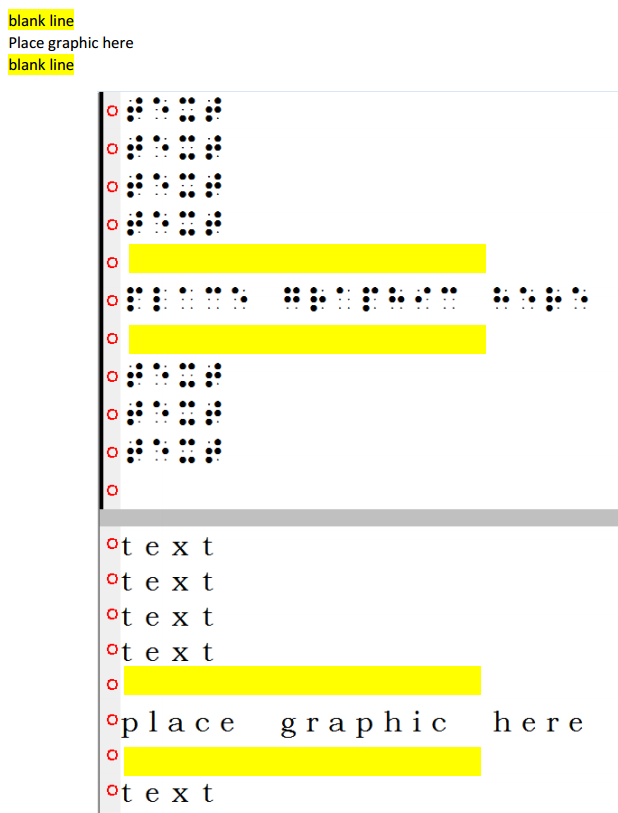 blank line
Place graphic here
blank line
⠞⠑⠭⠞
⠞⠑⠭⠞
⠞⠑⠭⠞
⠞⠑⠭⠞
⠏⠇⠁⠉⠑ ⠛⠗⠁⠏⠓⠊⠉ ⠓⠑⠗⠑
⠞⠑⠭⠞
⠞⠑⠭⠞
⠞⠑⠭⠞
text
text
text
text
place graphic here
text